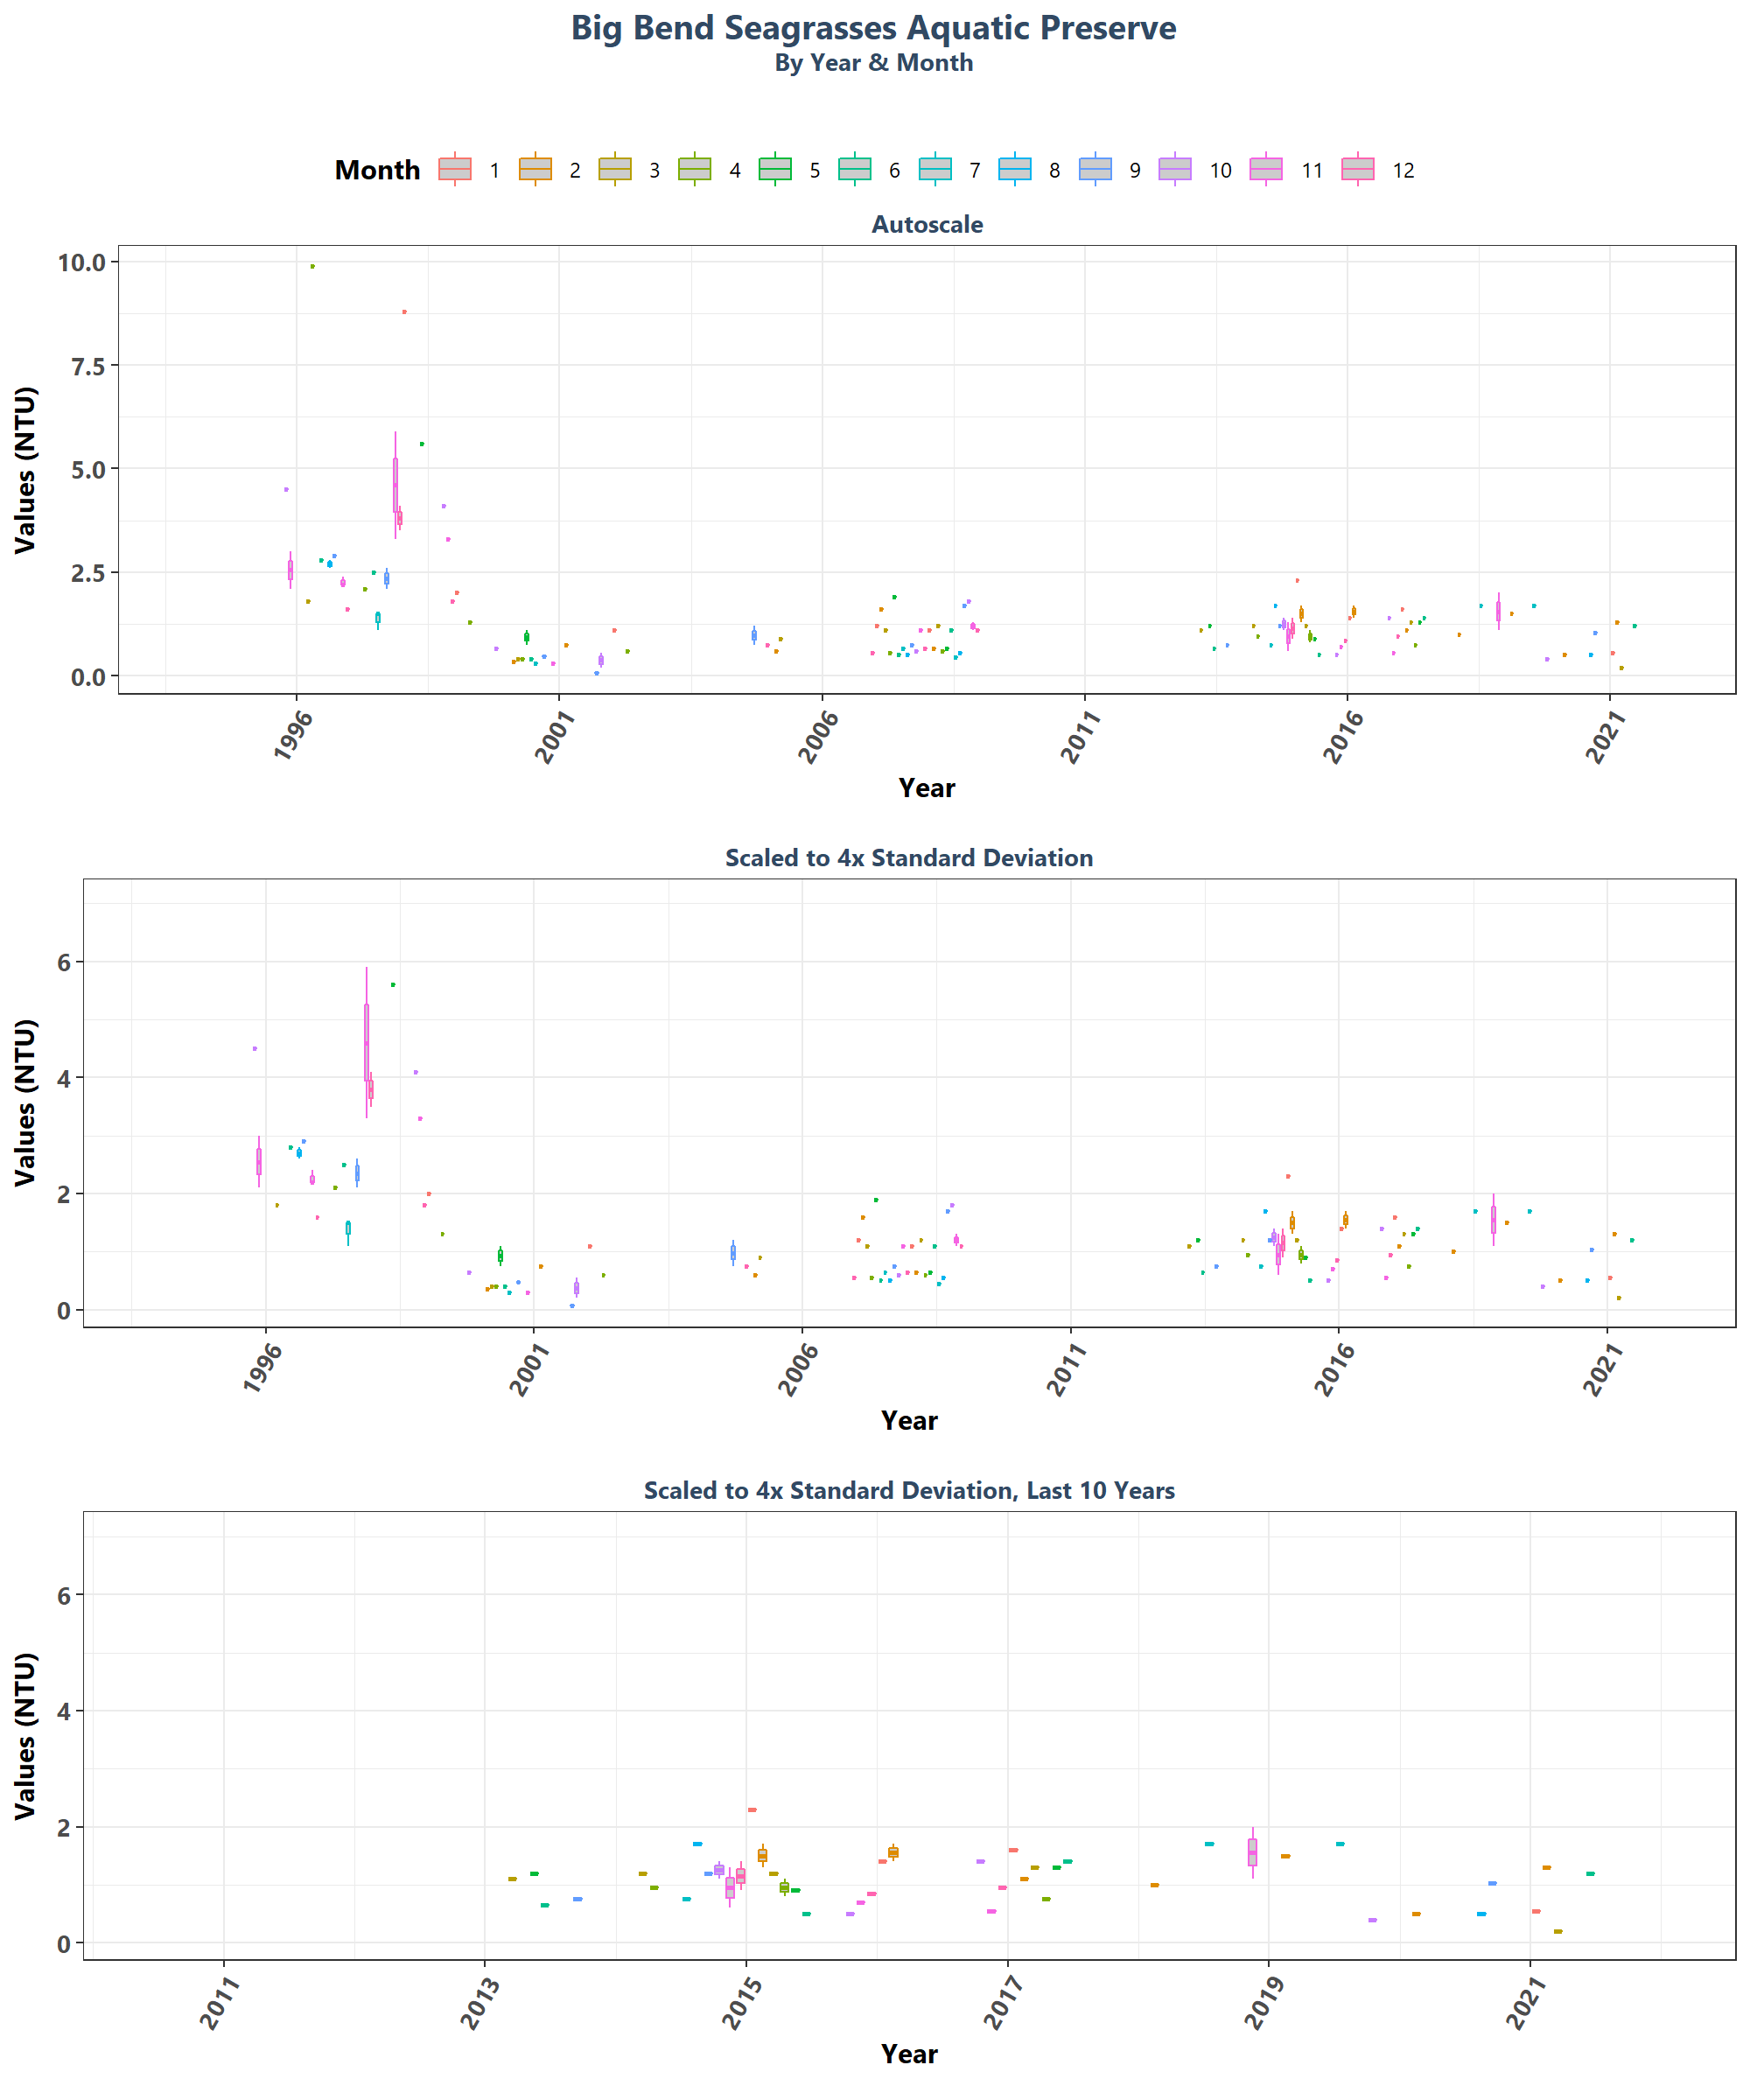 Big Bend Seagrasses Aquatic Preserve
By Year & Month
Month 1 2 3 4 5 6 7 8 9 10 11 12
Autoscale
10.0
7.5
5.0
2.5
0.0
Values (NTU)
1996 2001 2006 2011 2016 2021
Year
Scaled to 4x Standard Deviation
6
4
2
0
Values (NTU)
1996 2001 2006 2011 2016 2021
Year
Scaled to 4x Standard Deviation, Last 10 Years
6
4
2
0
Values (NTU)
2011 2013 2015 2017 2019 2021
Year